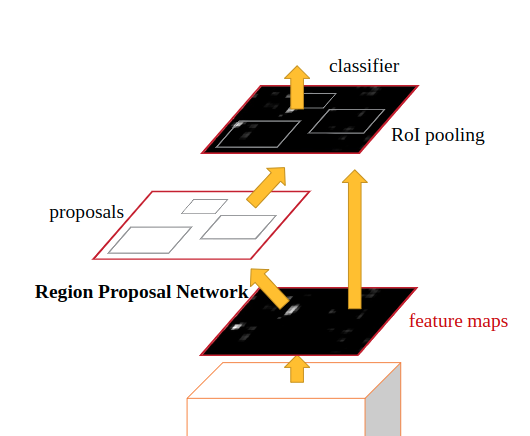 classifier
RoI pooling
proposals
Region Proposal Network
feature maps